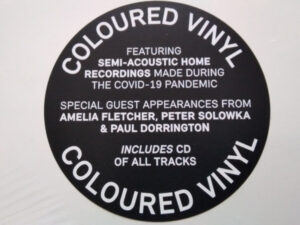 COLOURED VINYL
FEATURING
SEMI-ACOUSTIC HOME
RECORDINGS MADE DURING
THE COVID-19 PANDEMIC
SPECIAL GUEST APPEARANCES FROM
AMELIA FLETCHER, PETER SOLOWKA
& PAUL DORRINGTON
INCLUDES CD
OF ALL TRACKS
COLOURED VINYL